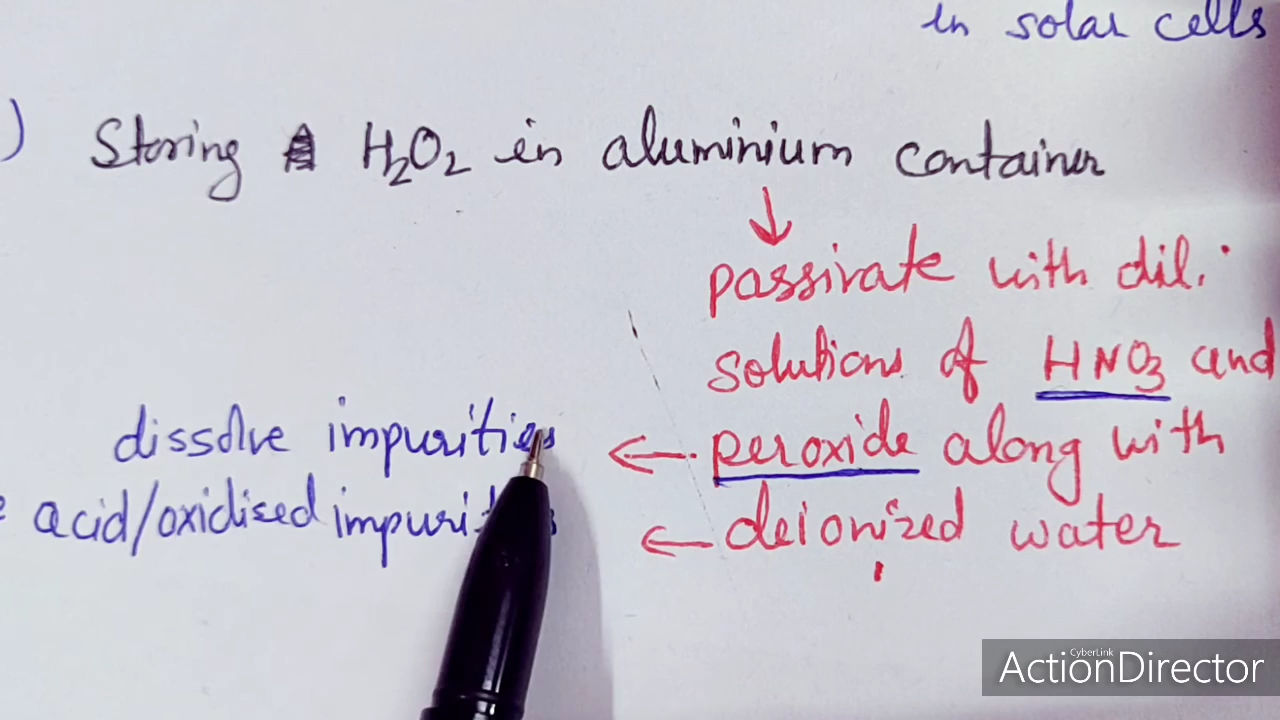 in solar cells
) Storing H₂O₂ in aluminium container
↓
passivate with dil.
solutions of HNO₃ and
dissolve impurities ← peroxide along with
acid/oxidised impurit ← deionized water
CyberLink
ActionDirector